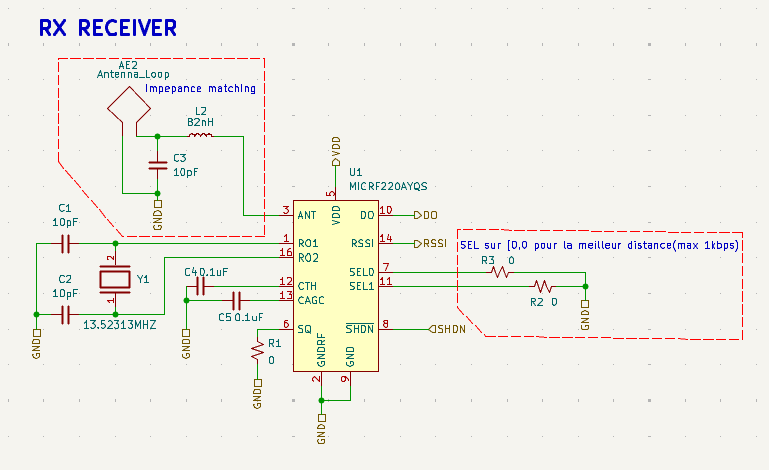 RX RECEIVER
AE2
Antenna_Loop
Impepance matching
L2
B2nH
C3
10pF
GND
VDD
U1
MICRF220AYQS
5
VDD
3 ANT
DO 10 DO
C1
10pF
1 RO1
RSSI 14 RSSI
SEL sur [0,0 pour la meilleur distance(max 1kbps)
16 RO2
2
Y1
1
C2
10pF
13.52313MHZ
GND
SEL0 7
R3 0
C4 0.1uF
12 CTH
SEL1 11
R2 0
13 CAGC
C5 0.1uF
GND
GND
6 SQ
SHDN 8 SHDN
R1
0
GND
GNDRF
GND
2
9
GND